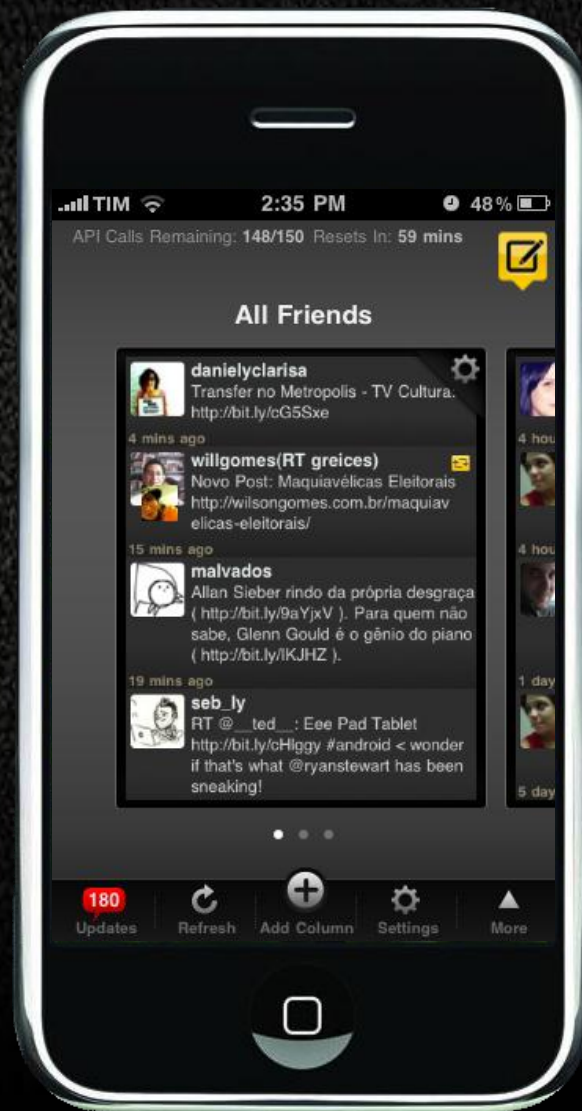 TIM 2:35 PM 48%
API Calls Remaining: 148/150 Resets In: 59 mins
All Friends
danielyclarisa
Transfer no Metropolis - TV Cultura.
http://bit.ly/cG5Sxe
4 mins ago
willgomes(RT greices)
Novo Post: Maquiavélicas Eleitorais
http://wilsongomes.com.br/maquiav
elicas-eleitorais/
15 mins ago
malvados
Allan Sieber rindo da própria desgraça
( http://bit.ly/9aYjxV ). Para quem não
sabe, Glenn Gould é o gênio do piano
( http://bit.ly/IKJHZ ).
19 mins ago
seb_ly
RT @__ted__: Eee Pad Tablet
http://bit.ly/cHIggy #android < wonder
if that's what @ryanstewart has been
sneaking!
4 hou
4 hou
1 day
5 day
180
Updates Refresh Add Column Settings More